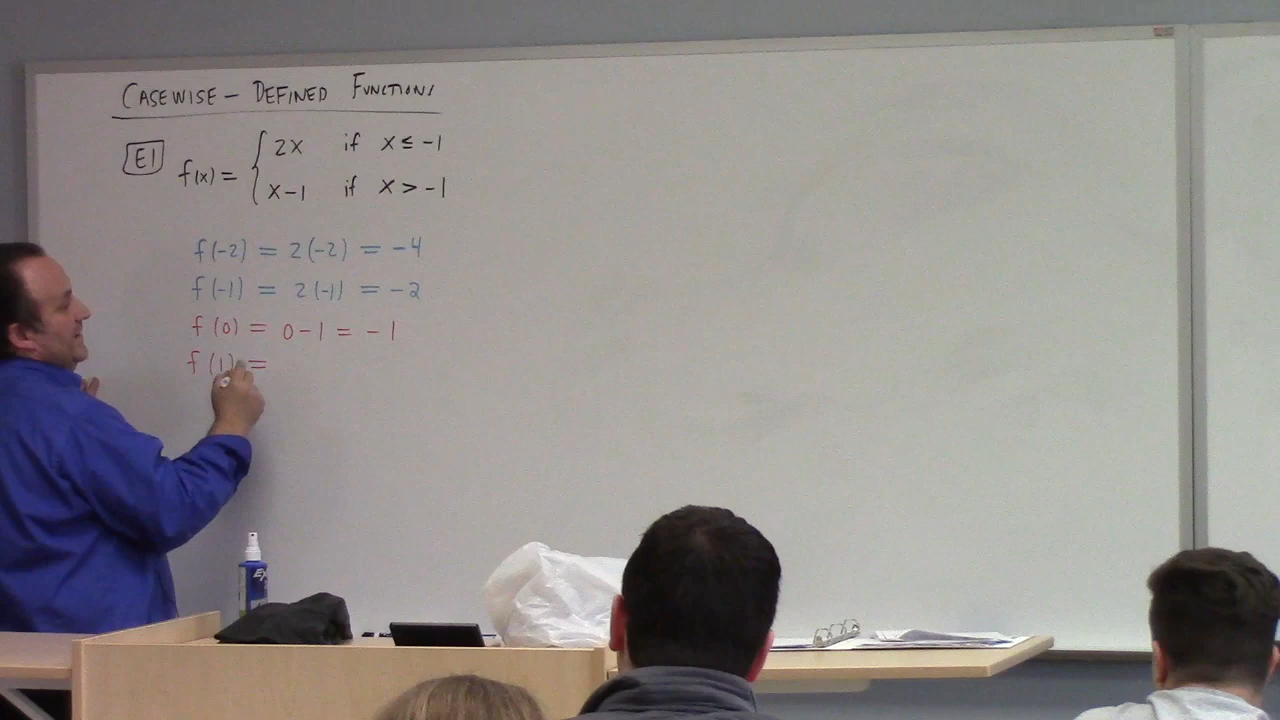 CASEWISE – DEFINED FUNCTIONS
E1
f(x) = { 2x if x ≤ -1
x-1 if x > -1
f(-2) = 2(-2) = -4
f(-1) = 2(-1) = -2
f(0) = 0-1 = -1
f(1) =